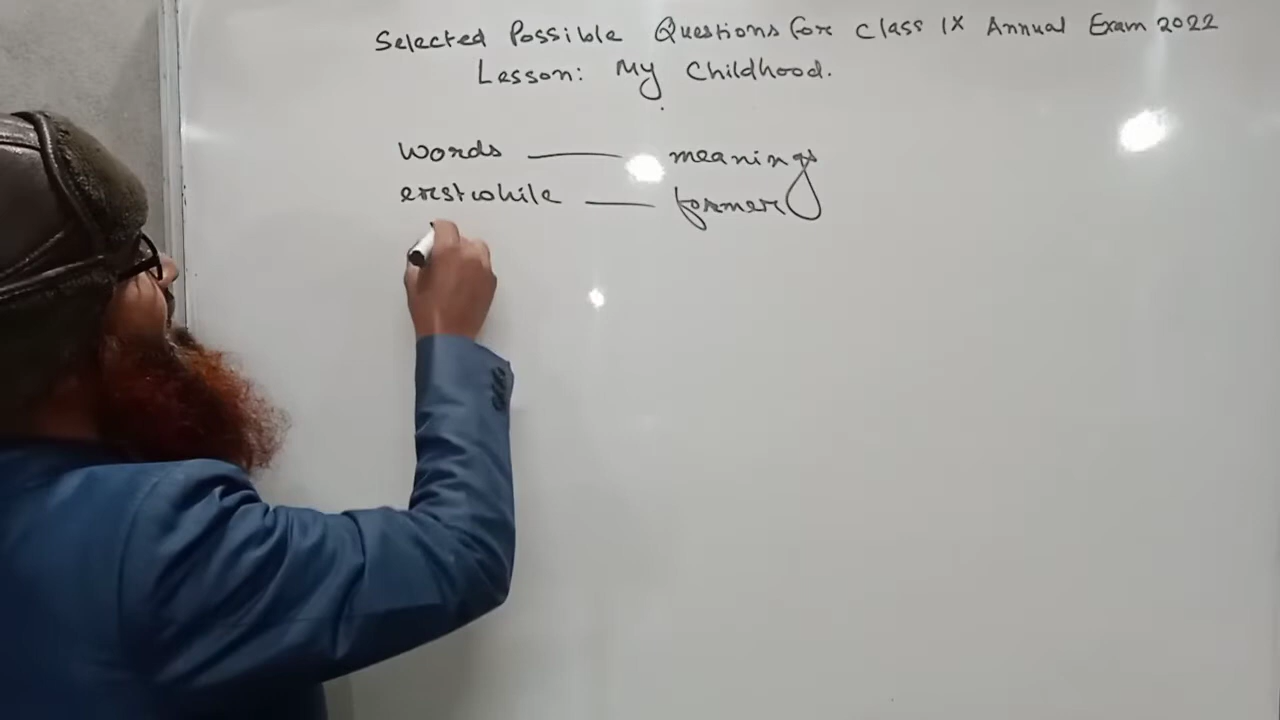 Selected Possible Questions for Class IX Annual Exam 2022
Lesson: My Childhood.
words — meanings
erstwhile — former